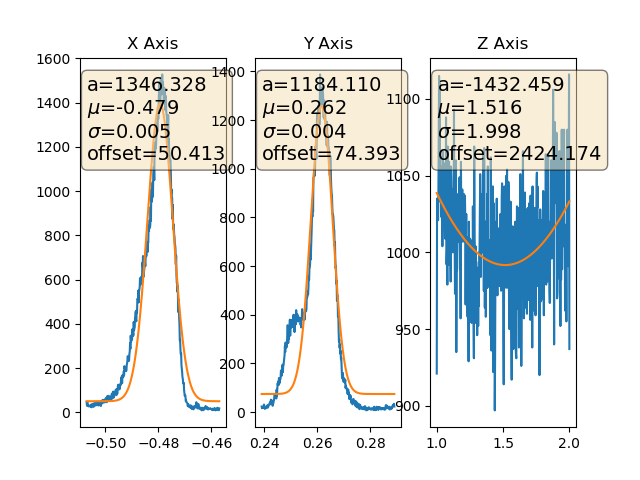 X Axis
a=1346.328
μ=-0.479
σ=0.005
offset=50.413
1600
1400
1200
1000
800
600
400
200
0
−0.50
−0.48
−0.46
Y Axis
a=1184.110
μ=0.262
σ=0.004
offset=74.393
1400
1200
1000
800
600
400
200
0
0.24
0.26
0.28
Z Axis
a=-1432.459
μ=1.516
σ=1.998
offset=2424.174
1100
1050
1000
950
900
1.0
1.5
2.0